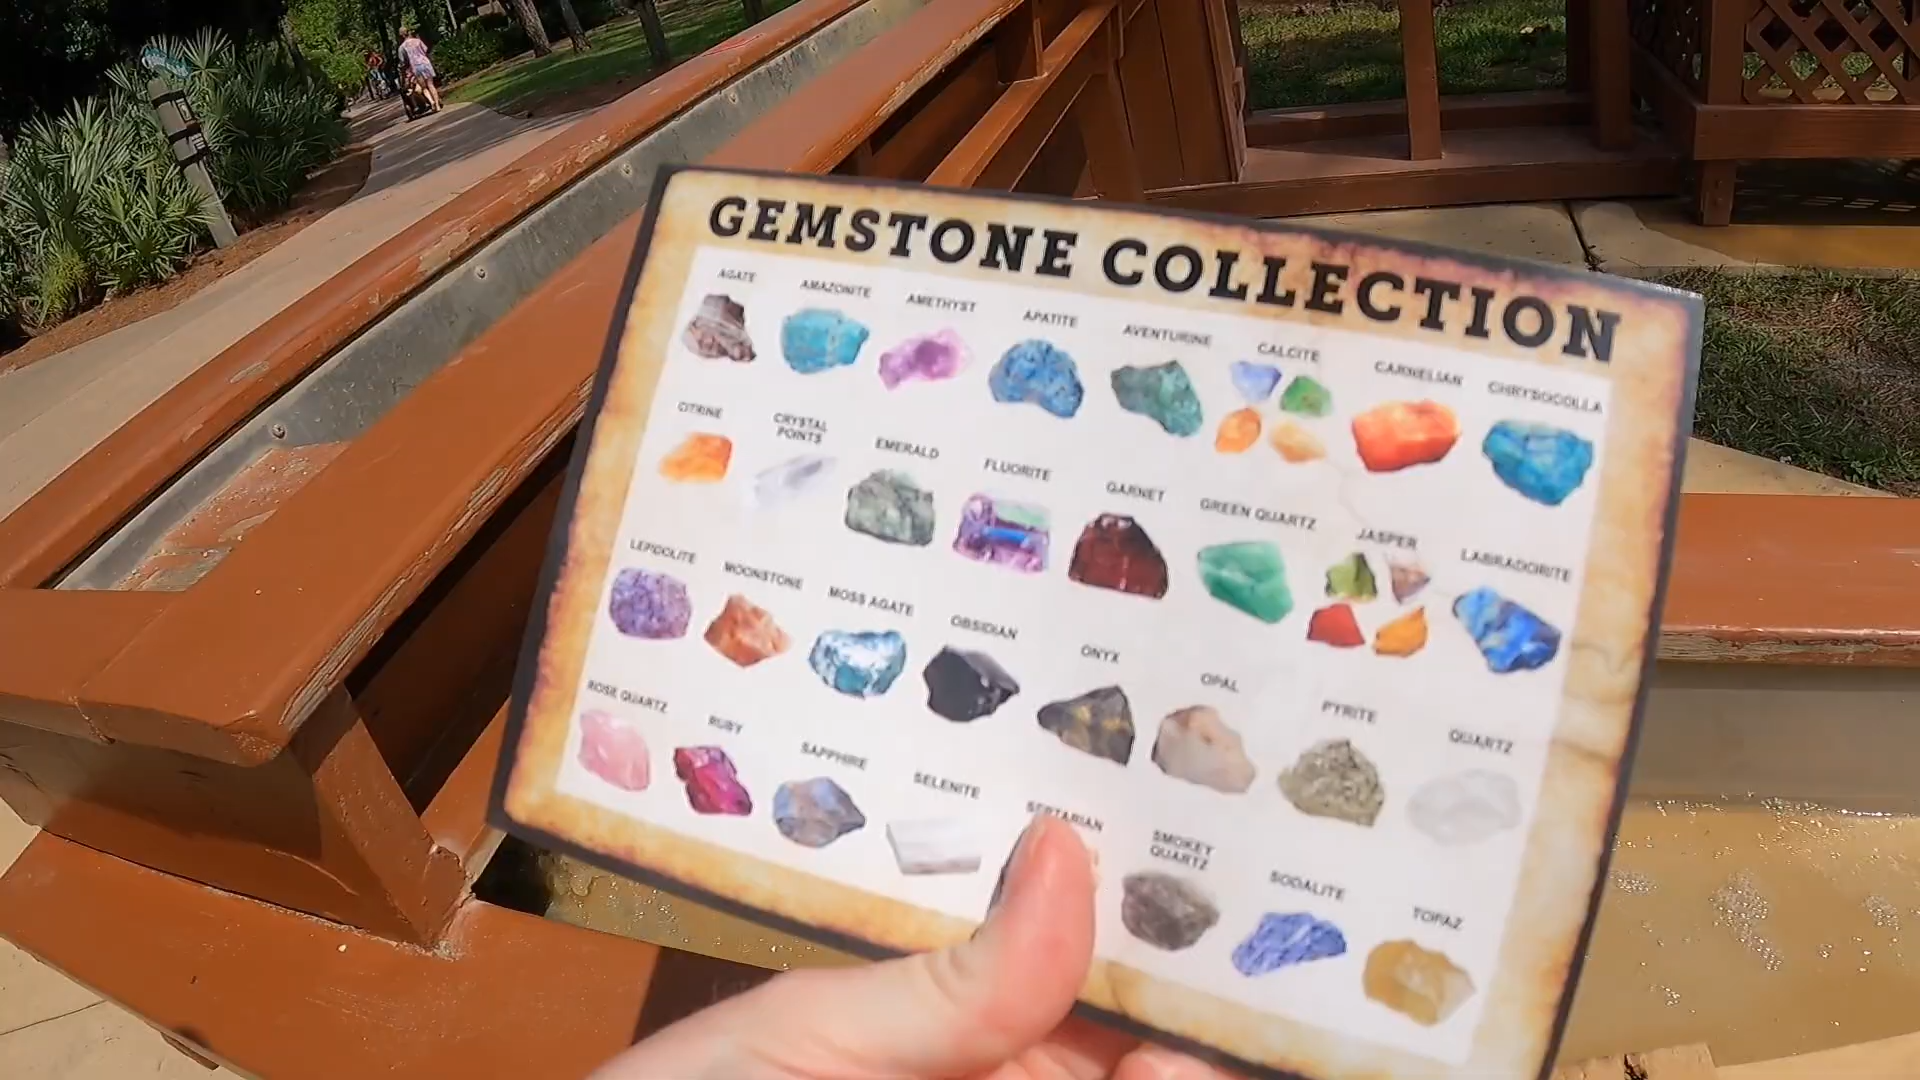 GEMSTONE COLLECTION
AGATE
AMAZONITE
AMETHYST
APATITE
AVENTURINE
CALCITE
CARNELIAN
CHRYSOCOLLA
CITRINE
CRYSTAL
POINTS
EMERALD
FLUORITE
GARNET
GREEN QUARTZ
JASPER
LABRADORITE
LEPIDOLITE
MOONSTONE
MOSS AGATE
OBSIDIAN
ONYX
OPAL
PYRITE
QUARTZ
ROSE QUARTZ
RUBY
SAPPHIRE
SELENITE
SEPTARIAN
SMOKEY
QUARTZ
SODALITE
TOPAZ